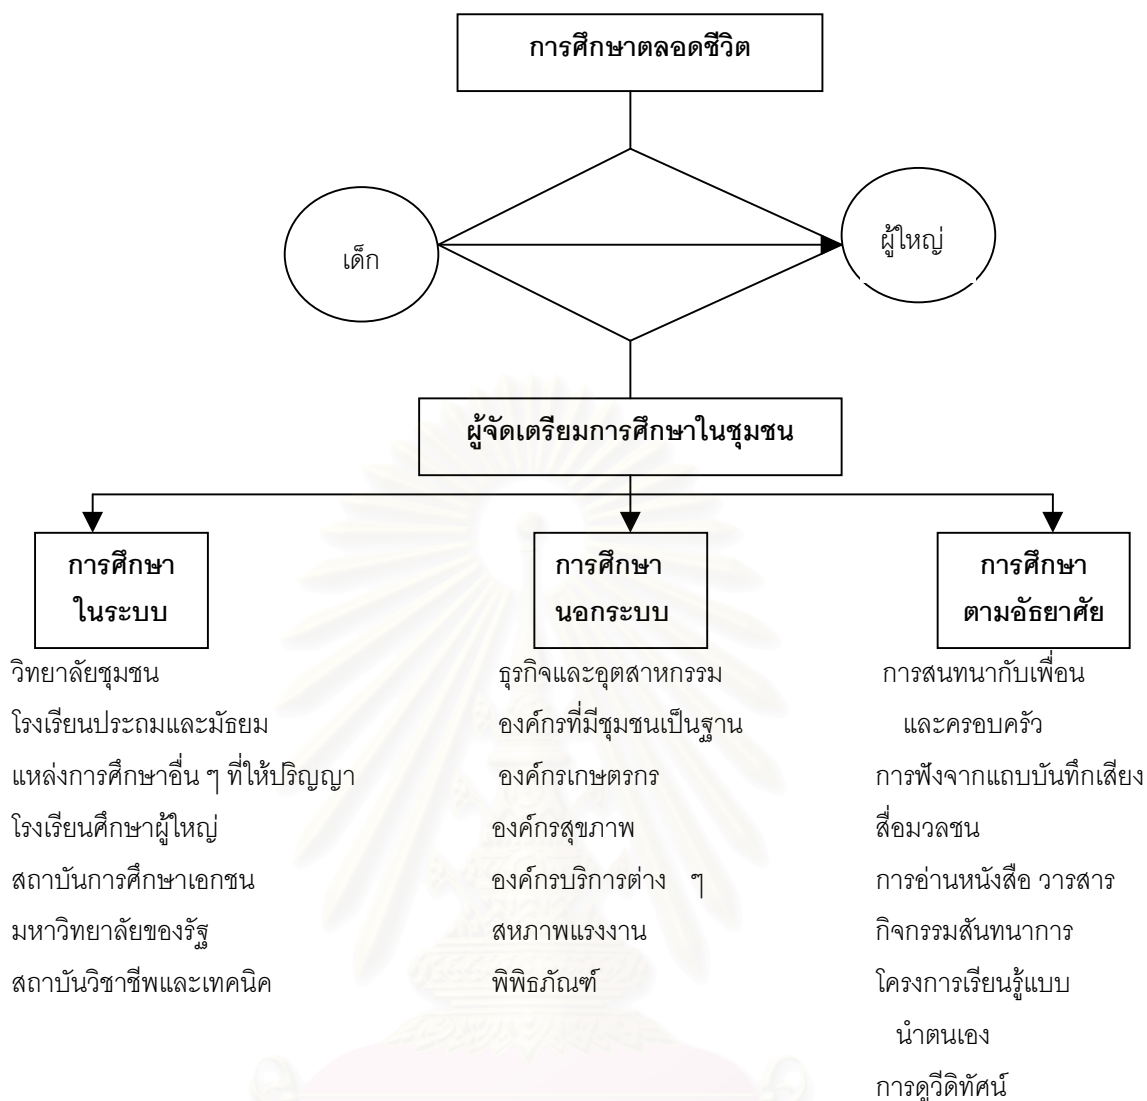 การศึกษาตลอดชีวิต
เด็ก
ผู้ใหญ่
ผู้จัดเตรียมการศึกษาในชุมชน
การศึกษา
ในระบบ
วิทยาลัยชุมชน
โรงเรียนประถมและมัธยม
แหล่งการศึกษาอื่น ๆ ที่ให้ปริญญา
โรงเรียนศึกษาผู้ใหญ่
สถาบันการศึกษาเอกชน
มหาวิทยาลัยของรัฐ
สถาบันวิชาชีพและเทคนิค
การศึกษา
นอกระบบ
ธุรกิจและอุตสาหกรรม
องค์กรที่มีชุมชนเป็นฐาน
องค์กรเกษตรกร
องค์กรสุขภาพ
องค์กรบริการต่าง ๆ
สหภาพแรงงาน
พิพิธภัณฑ์
การศึกษา
ตามอัธยาศัย
การสนทนากับเพื่อน
และครอบครัว
การฟังจากแถบบันทึกเสียง
สื่อมวลชน
การอ่านหนังสือ วารสาร
กิจกรรมสันทนาการ
โครงการเรียนรู้แบบ
นำตนเอง
การดูวีดิทัศน์